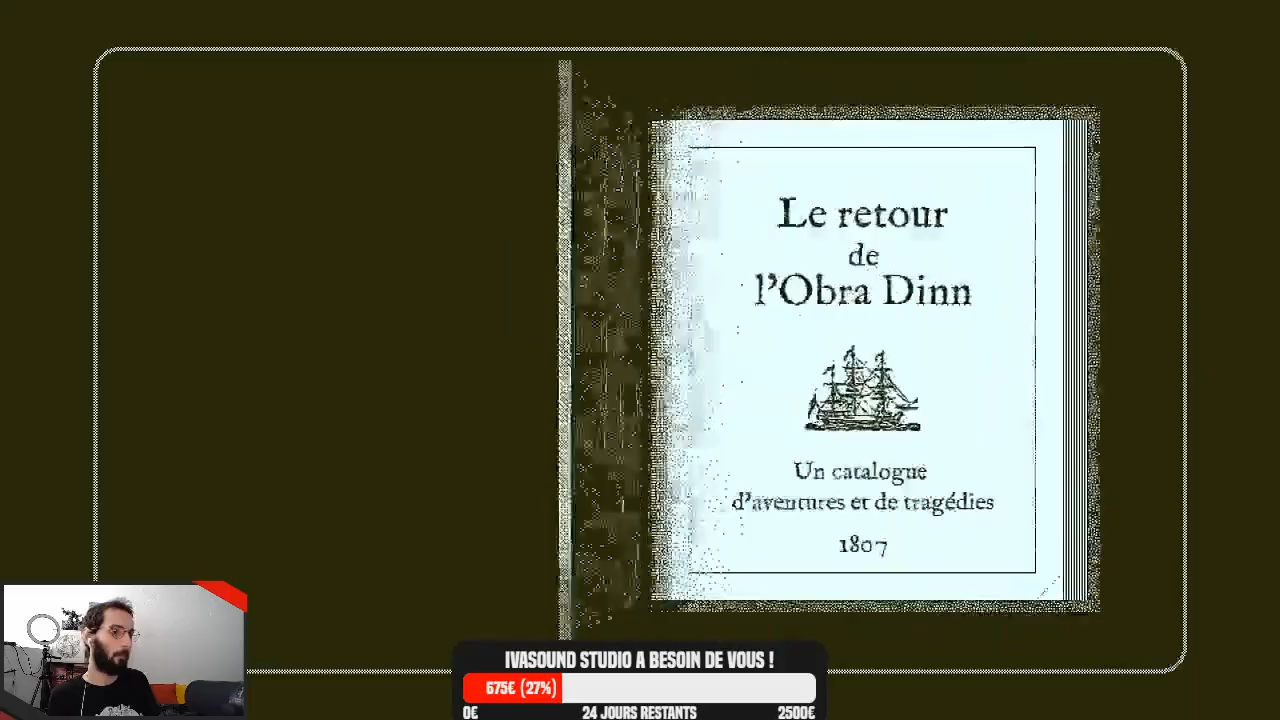 Le retour
de
l'Obra Dinn
Un catalogue
d'aventures et de tragédies
1807
IVASOUND STUDIO A BESOIN DE VOUS !
675€ (27%)
0€ 24 JOURS RESTANTS 2500€